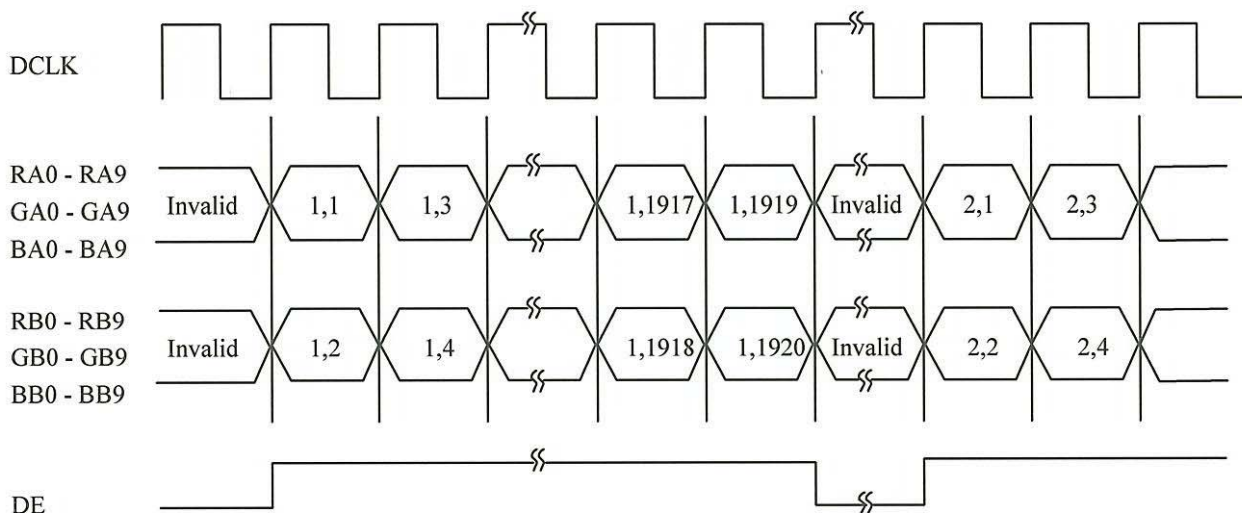 DCLK
RA0 - RA9
GA0 - GA9
BA0 - BA9
Invalid 1,1 1,3 1,1917 1,1919 Invalid 2,1 2,3
RB0 - RB9
GB0 - GB9
BB0 - BB9
Invalid 1,2 1,4 1,1918 1,1920 Invalid 2,2 2,4
DE